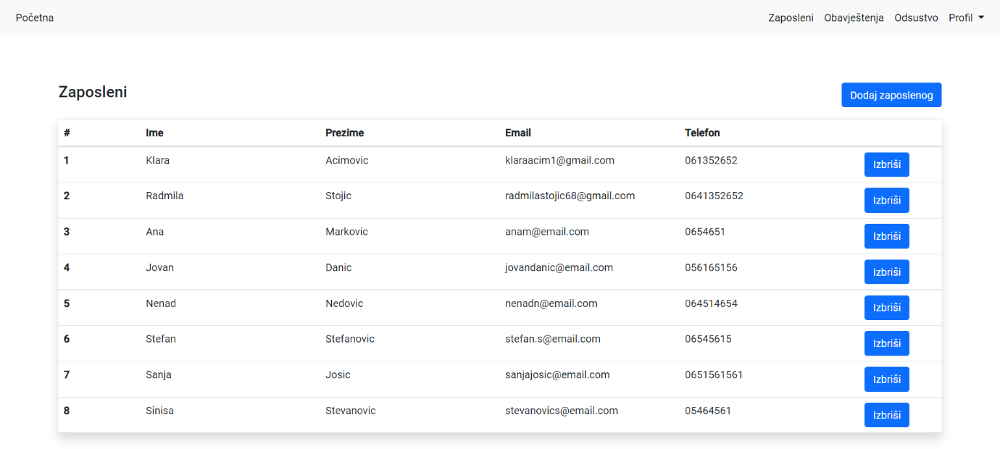 Početna Zaposleni Obavještenja Odsustvo Profil
Zaposleni Dodaj zaposlenog
# Ime Prezime Email Telefon
1 Klara Acimovic klaraacim1@gmail.com 061352652 Izbriši
2 Radmila Stojic radmilastojic68@gmail.com 0641352652 Izbriši
3 Ana Markovic anam@email.com 0654651 Izbriši
4 Jovan Danic jovandanic@email.com 056165156 Izbriši
5 Nenad Nedovic nenadn@email.com 064514654 Izbriši
6 Stefan Stefanovic stefan.s@email.com 06545615 Izbriši
7 Sanja Josic sanjajosic@email.com 0651561561 Izbriši
8 Sinisa Stevanovic stevanovics@email.com 05464561 Izbriši